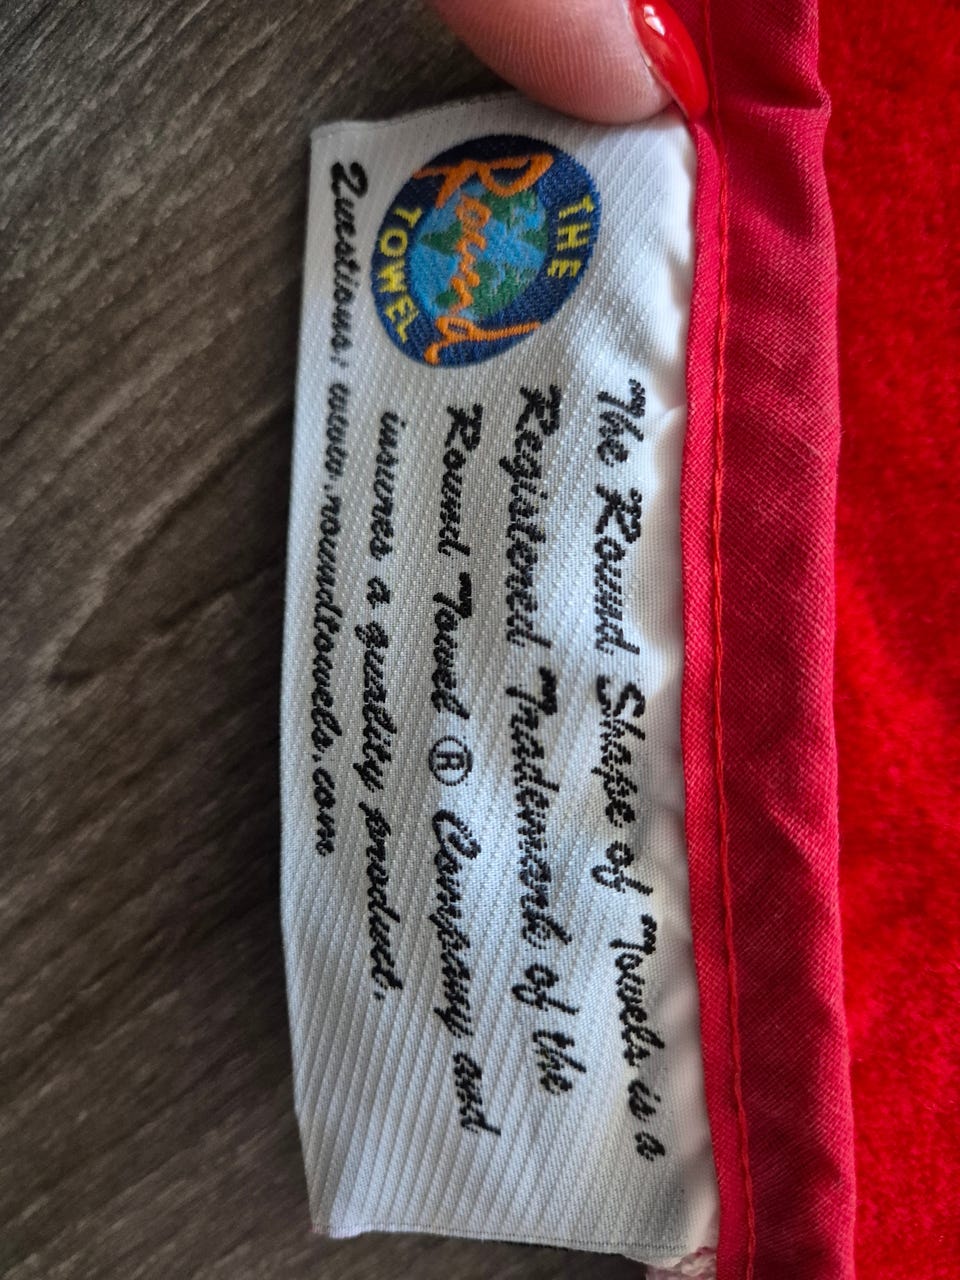 THE
Round
TOWEL
The Round Shape of Towels is a
Registered Trademark of the
Round Towel ® Company and
insures a quality product.
Questions: www.roundtowels.com